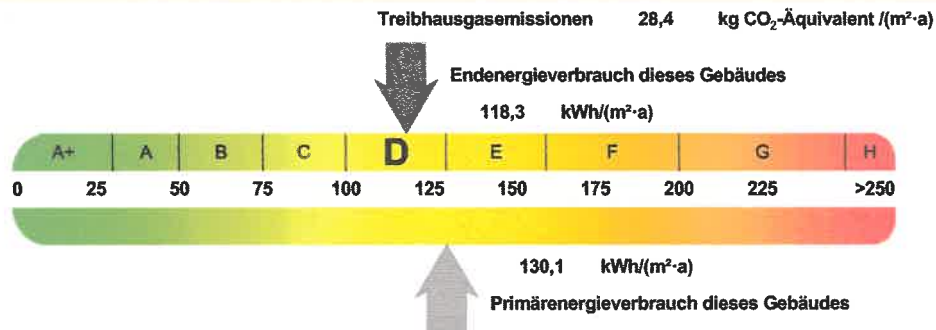 Treibhausgasemissionen 28,4 kg CO₂-Äquivalent /(m²·a)
Endenergieverbrauch dieses Gebäudes
118,3 kWh/(m²·a)
A+ A B C D E F G H
0 25 50 75 100 125 150 175 200 225 >250
130,1 kWh/(m²·a)
Primärenergieverbrauch dieses Gebäudes